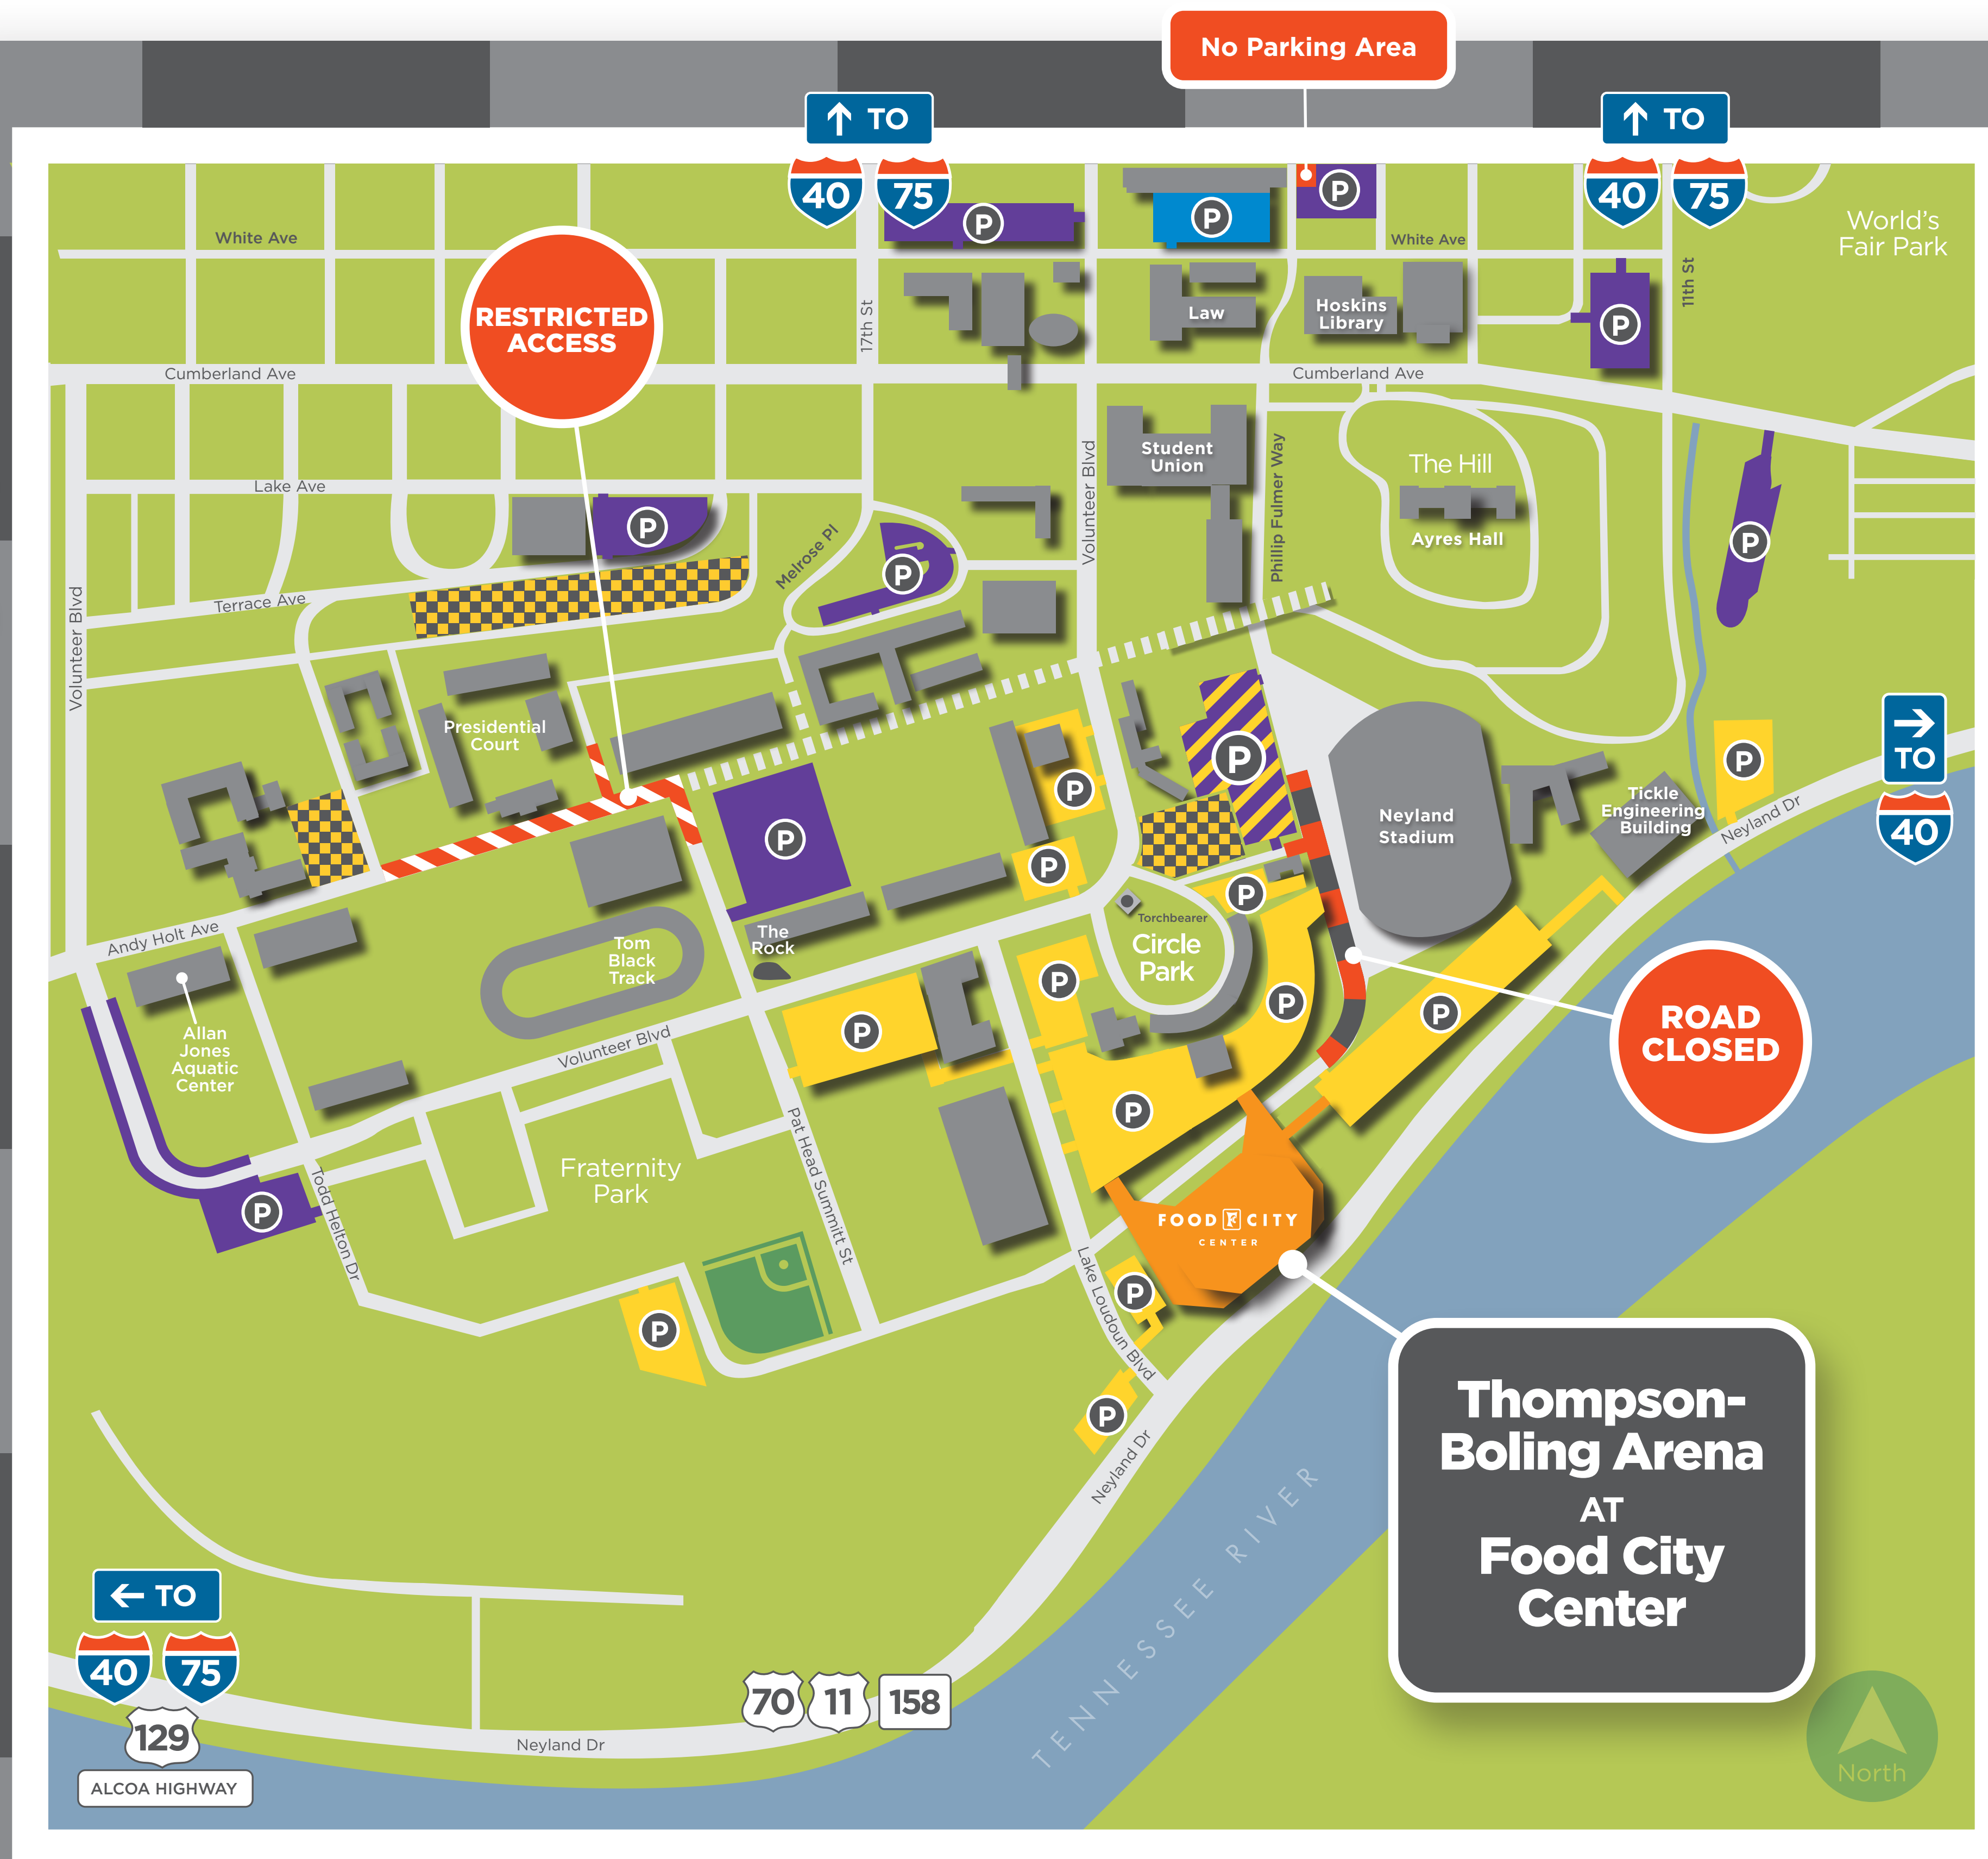 No Parking Area
↑ TO
40
75
↑ TO
40
75
P
P
P
World's
Fair Park
White Ave
White Ave
11th St
17th St
RESTRICTED
ACCESS
Law
Hoskins
Library
P
Cumberland Ave
Cumberland Ave
Student
Union
Volunteer Blvd
Phillip Fulmer Way
The Hill
Ayres Hall
Lake Ave
P
Melrose Pl
P
P
Terrace Ave
Volunteer Blvd
Presidential
Court
P
P
P
P
Neyland
Stadium
Tickle
Engineering
Building
P
Neyland Dr
→
TO
40
P
P
Torchbearer
Circle
Park
Andy Holt Ave
Tom
Black
Track
The
Rock
P
P
P
P
ROAD
CLOSED
Allan
Jones
Aquatic
Center
Volunteer Blvd
P
Pat Head Summitt St
Fraternity
Park
Todd Helton Dr
P
FOOD CITY
CENTER
Lake Loudoun Blvd
P
P
P
Neyland Dr
Thompson-
Boling Arena
AT
Food City
Center
TENNESSEE RIVER
← TO
40
75
129
ALCOA HIGHWAY
70
11
158
Neyland Dr
North